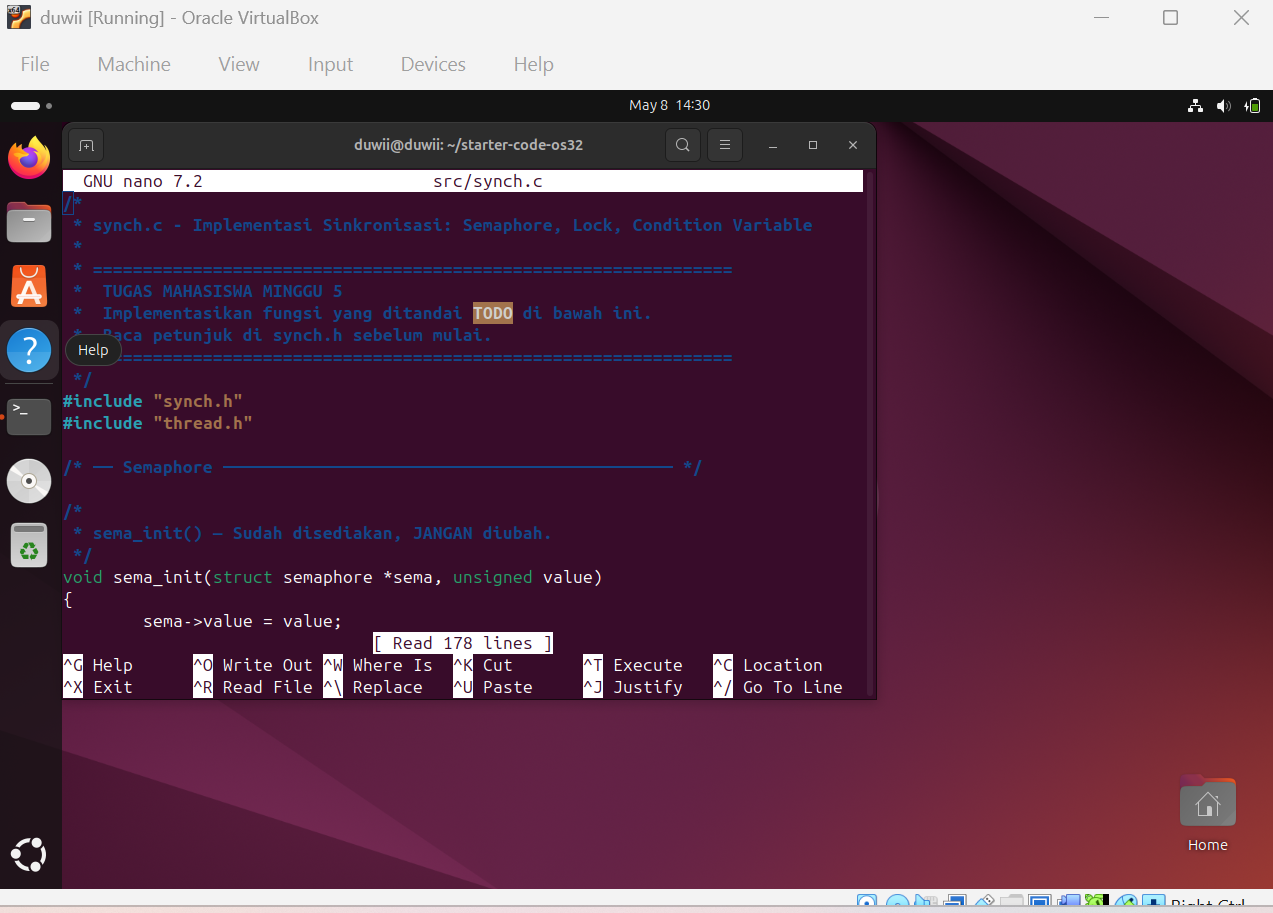 duwii [Running] - Oracle VirtualBox
File Machine View Input Devices Help
May 8 14:30
duwii@duwii: ~/starter-code-os32
GNU nano 7.2 src/synch.c
/*
* synch.c - Implementasi Sinkronisasi: Semaphore, Lock, Condition Variable
*
* ================================================================
* TUGAS MAHASISWA MINGGU 5
* Implementasikan fungsi yang ditandai TODO di bawah ini.
Baca petunjuk di synch.h sebelum mulai.
Help
===========================================================
*/
#include "synch.h"
#include "thread.h"
/* ── Semaphore ───────────────────────────────────────────── */
/*
* sema_init() — Sudah disediakan, JANGAN diubah.
*/
void sema_init(struct semaphore *sema, unsigned value)
{
sema->value = value;
[ Read 178 lines ]
^G Help ^O Write Out ^W Where Is ^K Cut ^T Execute ^C Location
^X Exit ^R Read File ^\ Replace ^U Paste ^J Justify ^/ Go To Line
Home
Right Ctrl